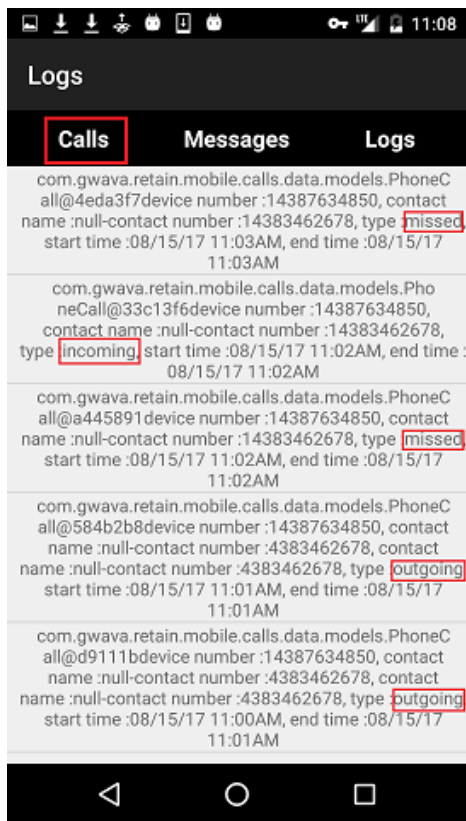 LTE 11:08
Logs
Calls Messages Logs
com.gwava.retain.mobile.calls.data.models.PhoneC
all@4eda3f7device number :14387634850, contact
name :null-contact number :14383462678, type :missed,
start time :08/15/17 11:03AM, end time :08/15/17
11:03AM
com.gwava.retain.mobile.calls.data.models.Pho
neCall@33c13f6device number :14387634850,
contact name :null-contact number :14383462678,
type :incoming, start time :08/15/17 11:02AM, end time :
08/15/17 11:02AM
com.gwava.retain.mobile.calls.data.models.PhoneC
all@a445891device number :14387634850, contact
name :null-contact number :14383462678, type :missed,
start time :08/15/17 11:02AM, end time :08/15/17
11:02AM
com.gwava.retain.mobile.calls.data.models.PhoneC
all@584b2b8device number :14387634850, contact
name :null-contact number :4383462678, contact
name :null-contact number :4383462678, type :outgoing
start time :08/15/17 11:01AM, end time :08/15/17
11:01AM
com.gwava.retain.mobile.calls.data.models.PhoneC
all@d9111bdevice number :14387634850, contact
name :null-contact number :4383462678, contact
name :null-contact number :4383462678, type :outgoing
start time :08/15/17 11:00AM, end time :08/15/17
11:01AM